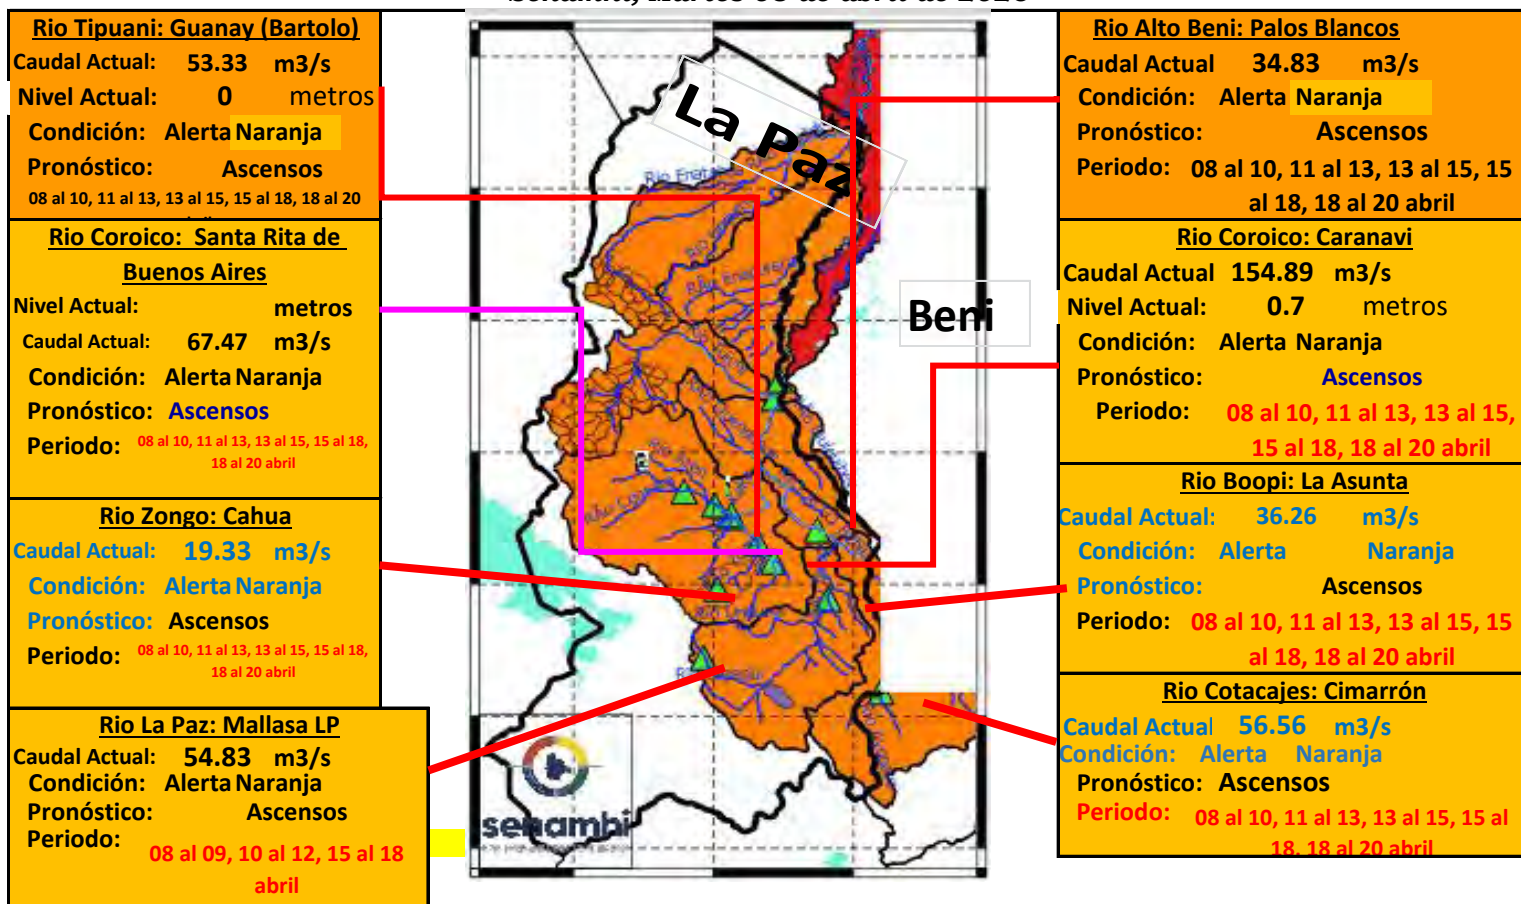 Rio Tipuani: Guanay (Bartolo)
Caudal Actual: 53.33 m3/s
Nivel Actual: 0 metros
Condición: Alerta Naranja
Pronóstico: Ascensos
08 al 10, 11 al 13, 13 al 15, 15 al 18, 18 al 20
Rio Coroico: Santa Rita de
Buenos Aires
Nivel Actual: metros
Caudal Actual: 67.47 m3/s
Condición: Alerta Naranja
Pronóstico: Ascensos
Periodo: 08 al 10, 11 al 13, 13 al 15, 15 al 18,
18 al 20 abril
Rio Zongo: Cahua
Caudal Actual: 19.33 m3/s
Condición: Alerta Naranja
Pronóstico: Ascensos
Periodo: 08 al 10, 11 al 13, 13 al 15, 15 al 18,
18 al 20 abril
Rio La Paz: Mallasa LP
Caudal Actual: 54.83 m3/s
Condición: Alerta Naranja
Pronóstico: Ascensos
Periodo: 08 al 09, 10 al 12, 15 al 18
abril
La Paz
Beni
senamhi
Rio Alto Beni: Palos Blancos
Caudal Actual 34.83 m3/s
Condición: Alerta Naranja
Pronóstico: Ascensos
Periodo: 08 al 10, 11 al 13, 13 al 15, 15
al 18, 18 al 20 abril
Rio Coroico: Caranavi
Caudal Actual 154.89 m3/s
Nivel Actual: 0.7 metros
Condición: Alerta Naranja
Pronóstico: Ascensos
Periodo: 08 al 10, 11 al 13, 13 al 15,
15 al 18, 18 al 20 abril
Rio Boopi: La Asunta
Caudal Actual: 36.26 m3/s
Condición: Alerta Naranja
Pronóstico: Ascensos
Periodo: 08 al 10, 11 al 13, 13 al 15, 15
al 18, 18 al 20 abril
Rio Cotacajes: Cimarrón
Caudal Actual 56.56 m3/s
Condición: Alerta Naranja
Pronóstico: Ascensos
Periodo: 08 al 10, 11 al 13, 13 al 15, 15 al
18, 18 al 20 abril